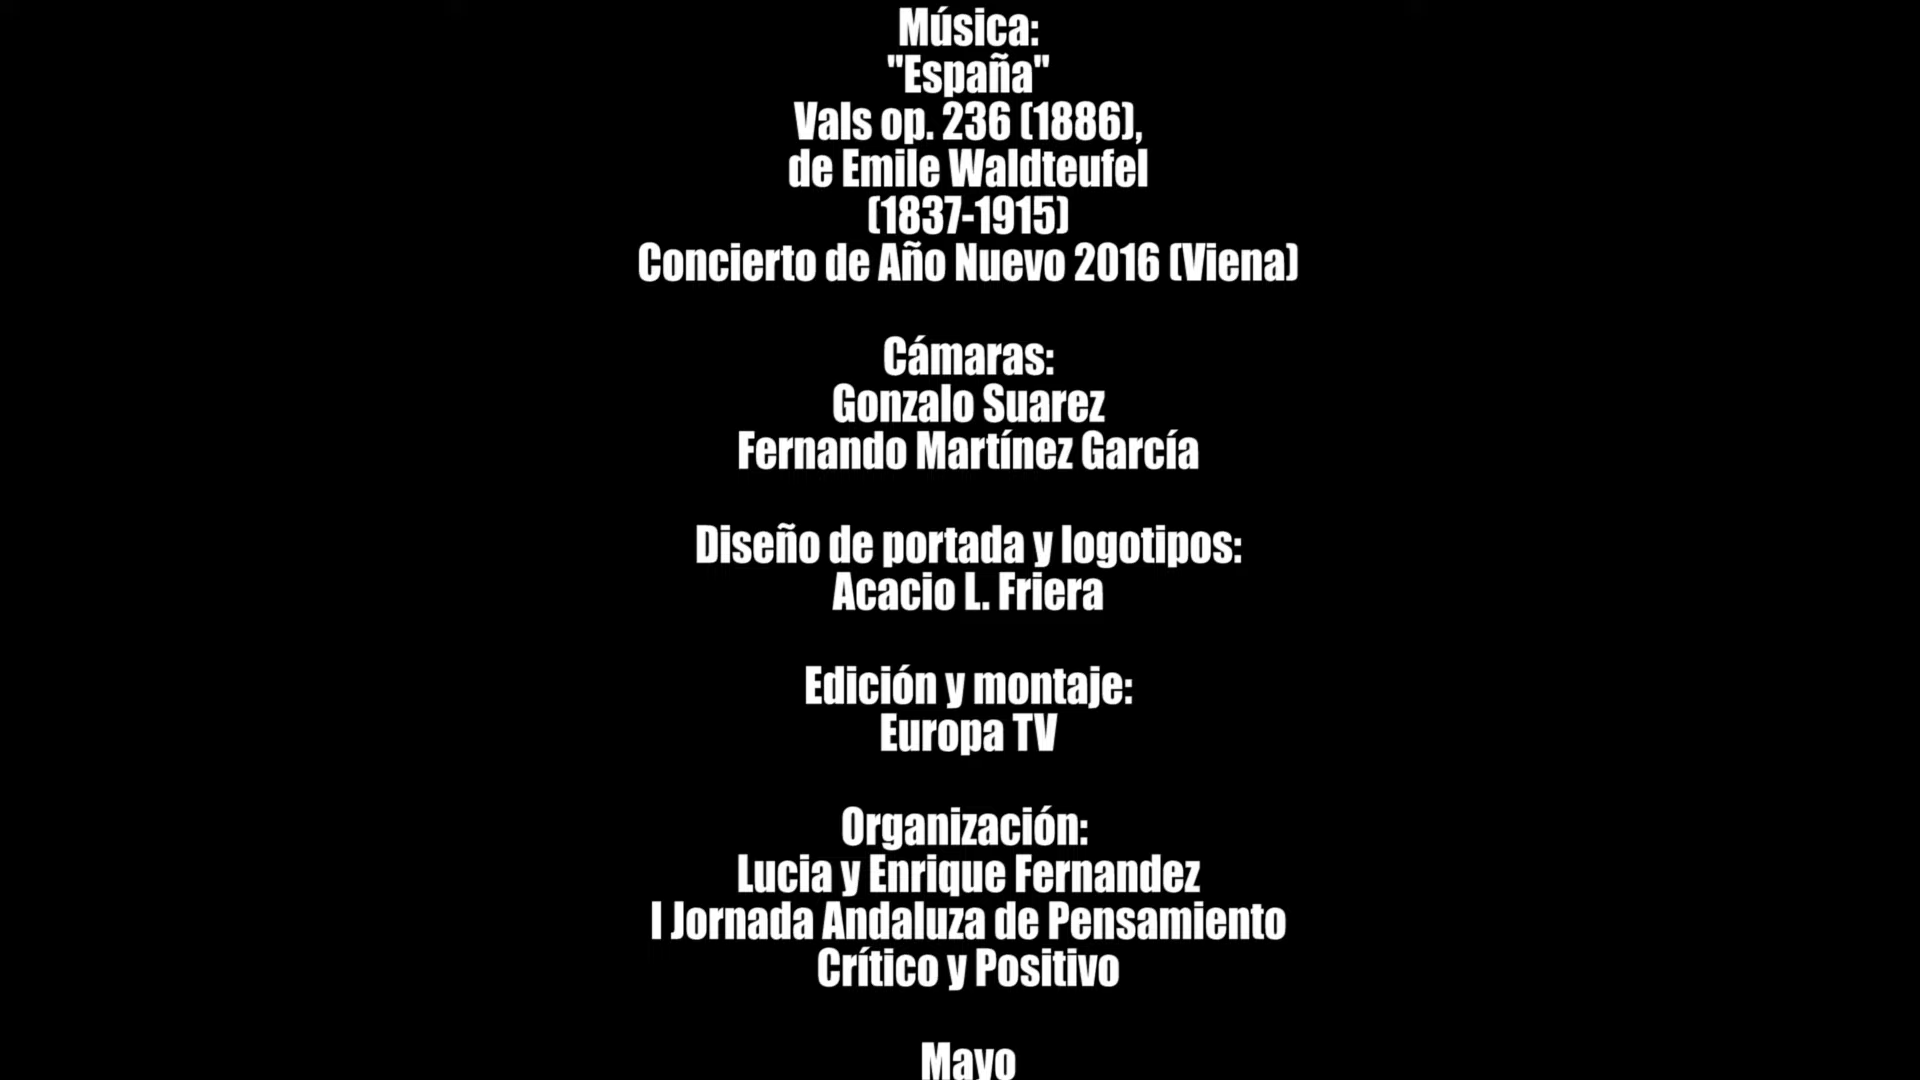 Música:
"España"
Vals op. 236 (1886),
de Emile Waldteufel
(1837-1915)
Concierto de Año Nuevo 2016 (Viena)
Cámaras:
Gonzalo Suarez
Fernando Martínez García
Diseño de portada y logotipos:
Acacio L. Friera
Edición y montaje:
Europa TV
Organización:
Lucia y Enrique Fernandez
I Jornada Andaluza de Pensamiento
Crítico y Positivo
Mayo